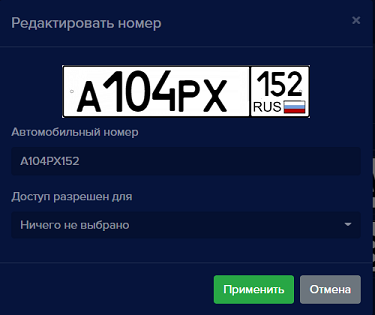 Редактировать номер ×
А104РХ 152
RUS
Автомобильный номер
А104РХ152
Доступ разрешен для
Ничего не выбрано
Применить Отмена